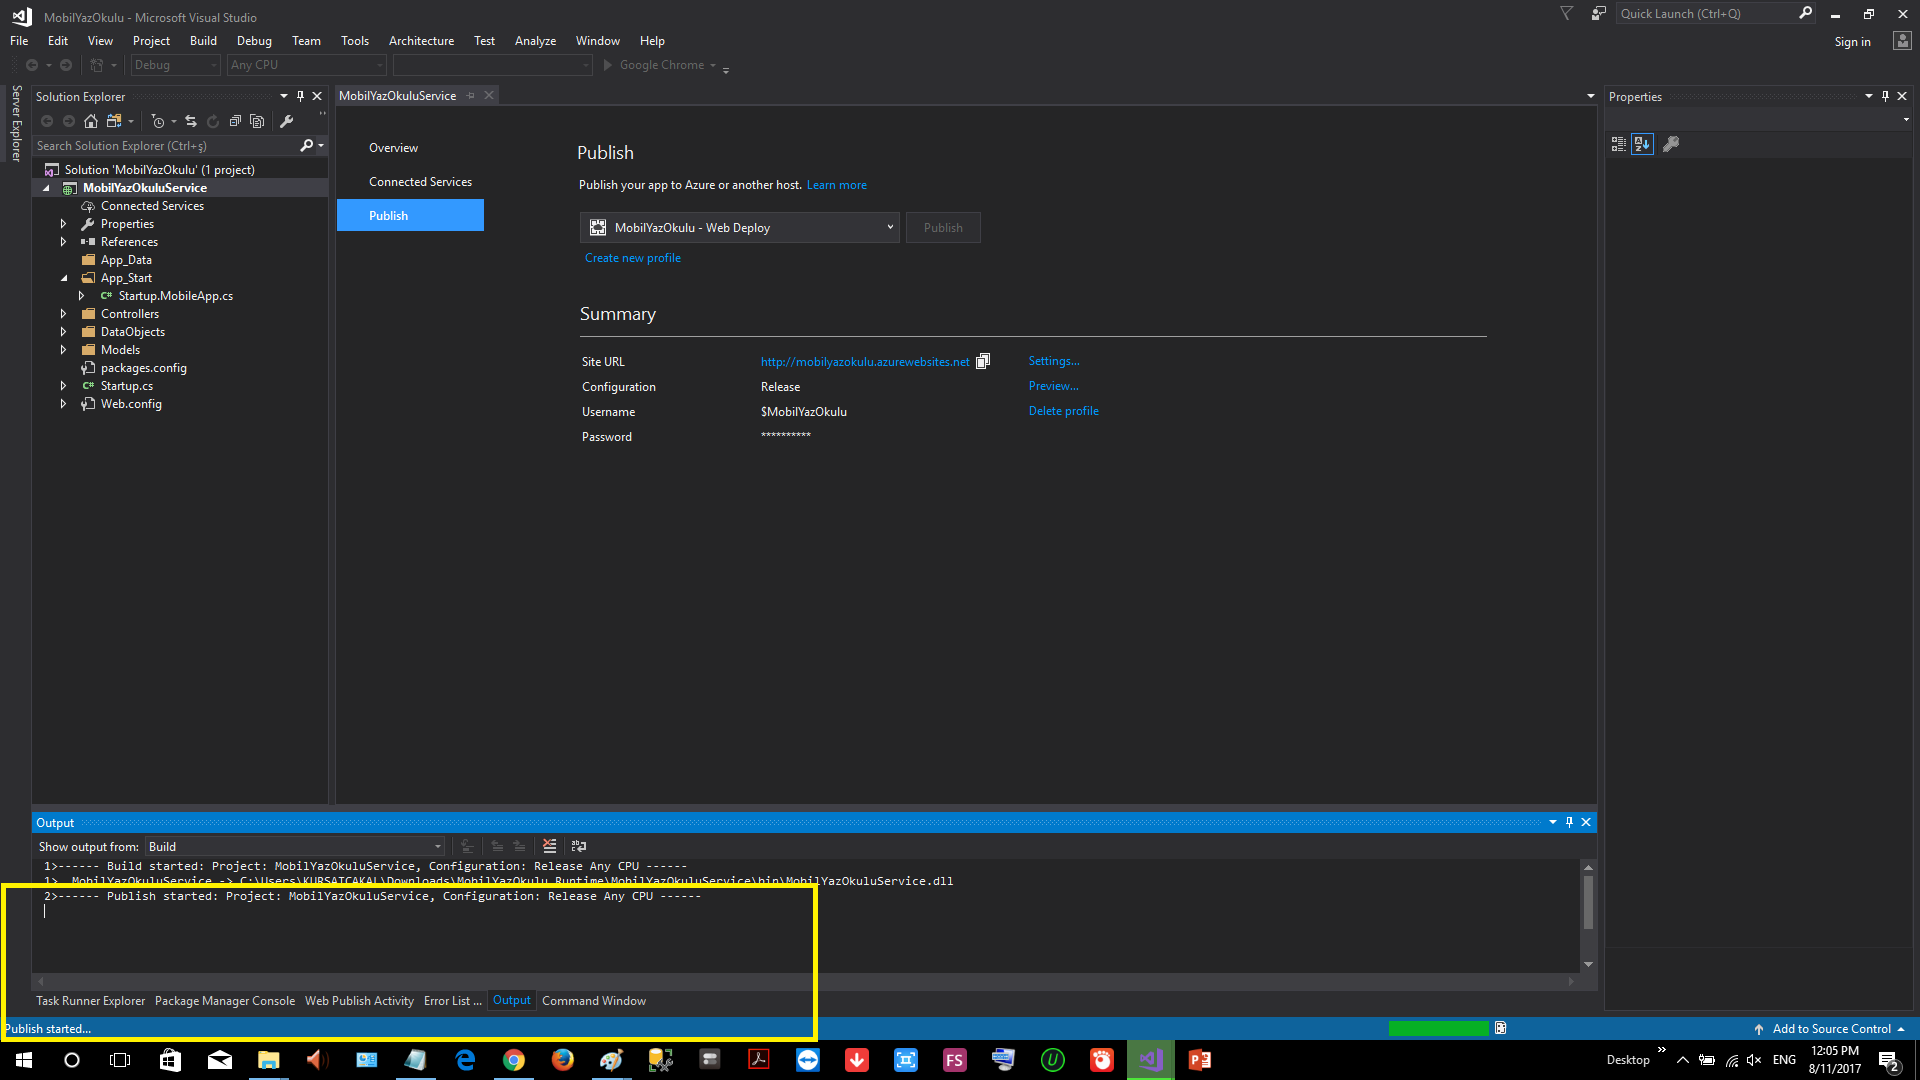 MobilYazOkulu - Microsoft Visual Studio
Quick Launch (Ctrl+Q)
File Edit View Project Build Debug Team Tools Architecture Test Analyze Window Help
Sign in
Debug Any CPU Google Chrome
Server Explorer
Solution Explorer
Search Solution Explorer (Ctrl+ş)
Solution 'MobilYazOkulu' (1 project)
MobilYazOkuluService
Connected Services
Properties
References
App_Data
App_Start
Startup.MobileApp.cs
Controllers
DataObjects
Models
packages.config
Startup.cs
Web.config
MobilYazOkuluService
Overview
Connected Services
Publish
Publish
Publish your app to Azure or another host. Learn more
MobilYazOkulu - Web Deploy
Publish
Create new profile
Summary
Site URL http://mobilyazokulu.azurewebsites.net Settings...
Configuration Release Preview...
Username $MobilYazOkulu Delete profile
Password **********
Properties
Output
Show output from: Build
1>------ Build started: Project: MobilYazOkuluService, Configuration: Release Any CPU ------
1>  MobilYazOkuluService -> C:\Users\KURSATCAKAL\Downloads\MobilYazOkulu_Runtime\MobilYazOkuluService\bin\MobilYazOkuluService.dll
2>------ Publish started: Project: MobilYazOkuluService, Configuration: Release Any CPU ------
Task Runner Explorer Package Manager Console Web Publish Activity Error List ... Output Command Window
Publish started...
Add to Source Control
Desktop
ENG
12:05 PM
8/11/2017
2
FS